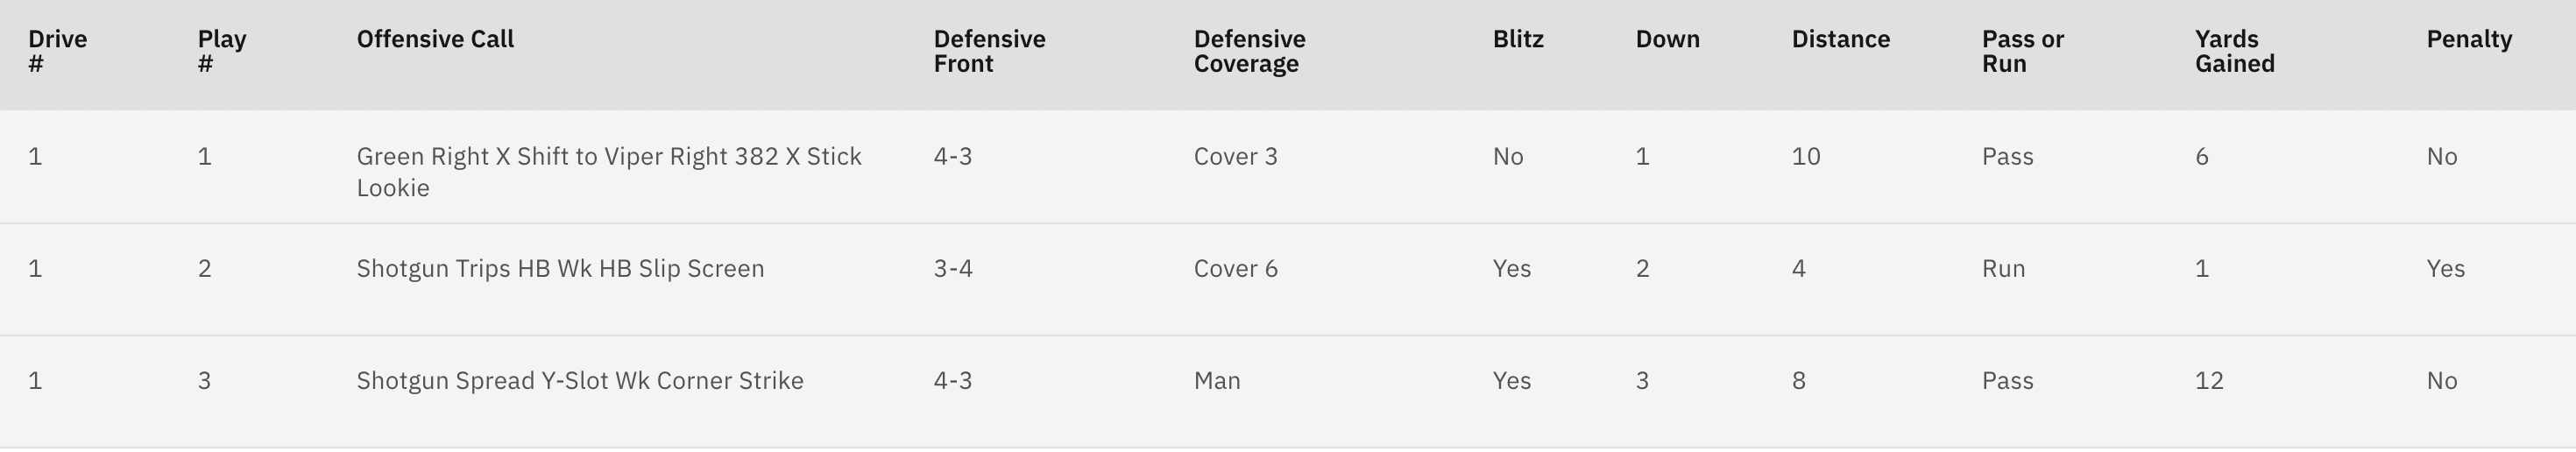 Drive # Play # Offensive Call Defensive Front Defensive Coverage Blitz Down Distance Pass or Run Yards Gained Penalty
1 1 Green Right X Shift to Viper Right 382 X Stick Lookie 4-3 Cover 3 No 1 10 Pass 6 No
1 2 Shotgun Trips HB Wk HB Slip Screen 3-4 Cover 6 Yes 2 4 Run 1 Yes
1 3 Shotgun Spread Y-Slot Wk Corner Strike 4-3 Man Yes 3 8 Pass 12 No